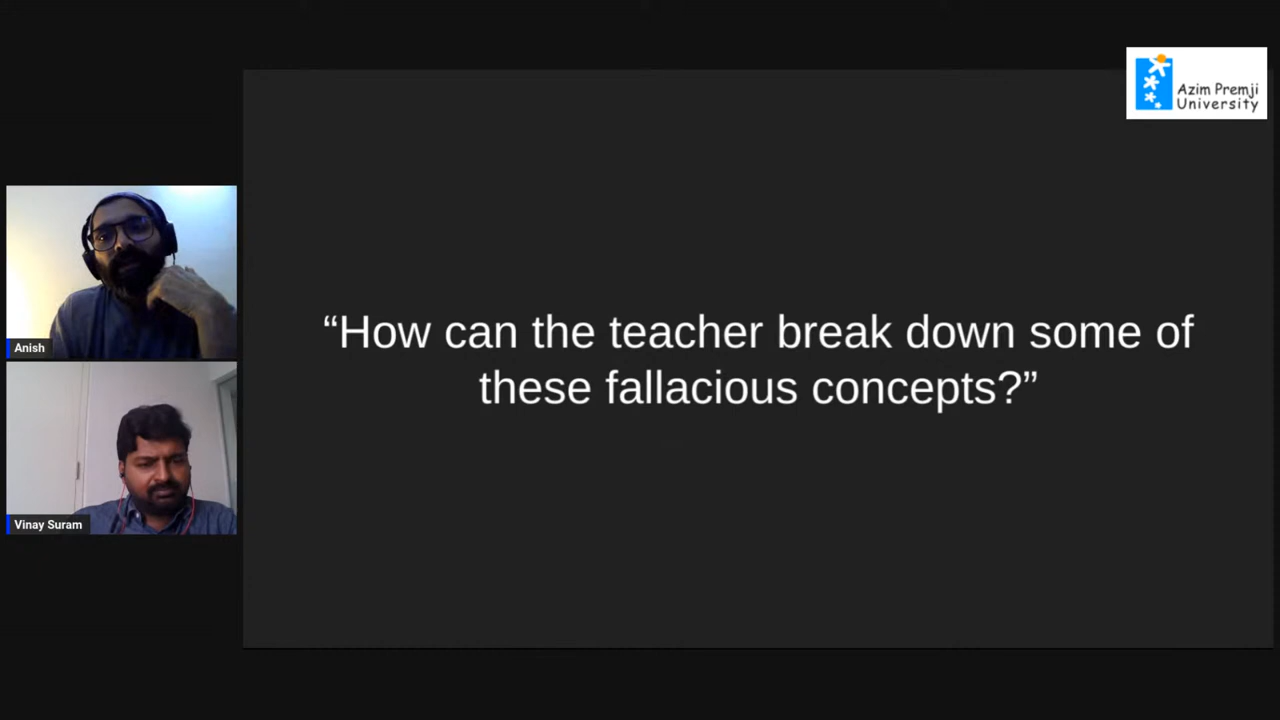 Azim Premji
University
“How can the teacher break down some of
these fallacious concepts?”
Anish
Vinay Suram